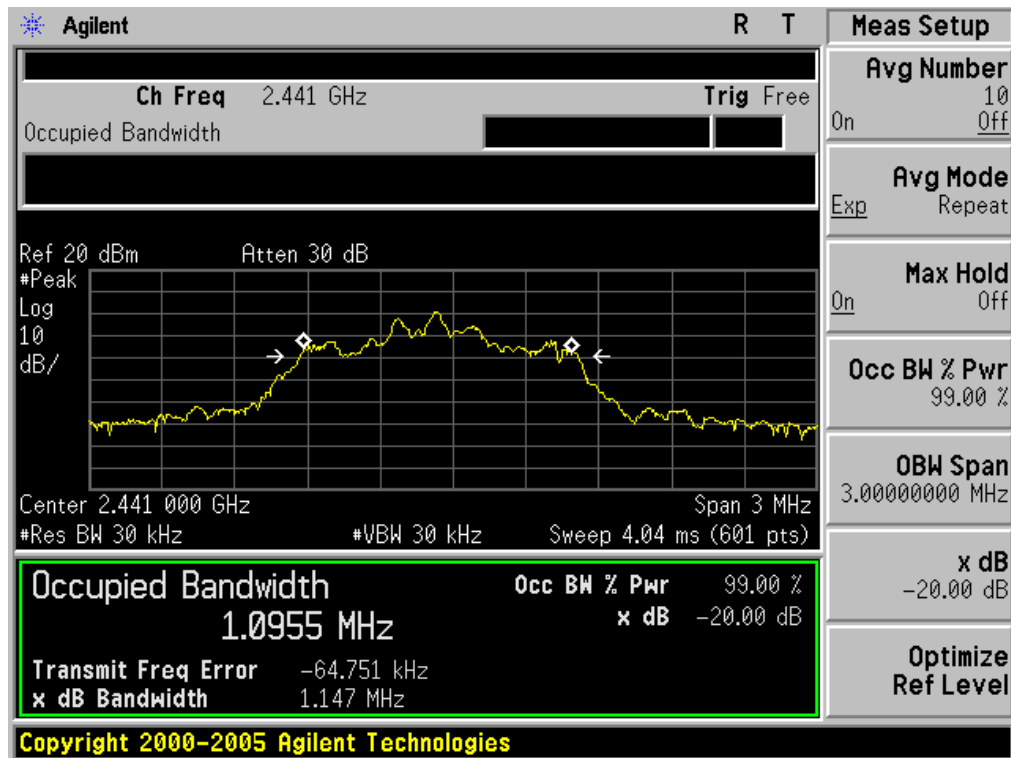 Agilent R T
Ch Freq 2.441 GHz Trig Free
Occupied Bandwidth
Ref 20 dBm Atten 30 dB
#Peak
Log
10
dB/
Center 2.441 000 GHz Span 3 MHz
#Res BW 30 kHz #VBW 30 kHz Sweep 4.04 ms (601 pts)
Occupied Bandwidth Occ BW % Pwr 99.00 %
1.0955 MHz x dB -20.00 dB
Transmit Freq Error -64.751 kHz
x dB Bandwidth 1.147 MHz
Copyright 2000-2005 Agilent Technologies
Meas Setup
Avg Number
10
On Off
Avg Mode
Exp Repeat
Max Hold
On Off
Occ BW % Pwr
99.00 %
OBW Span
3.00000000 MHz
x dB
-20.00 dB
Optimize
Ref Level